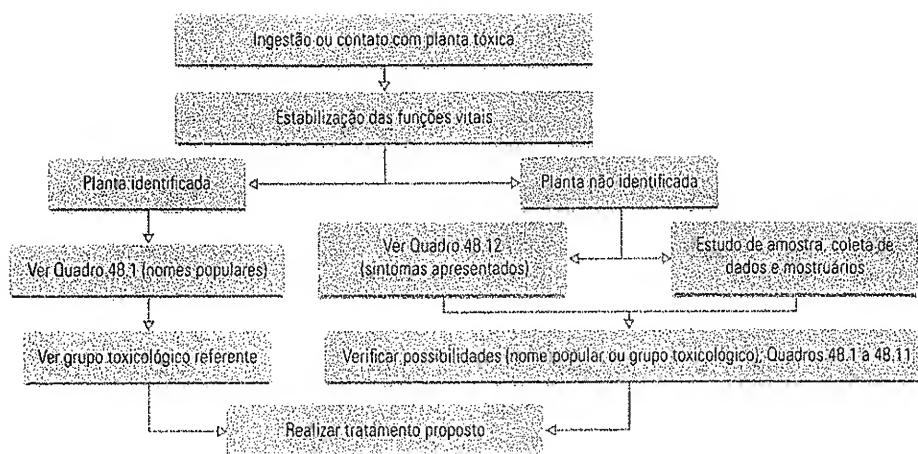 Ingestão ou contato com planta tóxica
Estabilização das funções vitais
Planta identificada
Planta não identificada
Ver Quadro 48.1 (nomes populares)
Ver Quadro 48.12
(sintomas apresentados)
Estudo de amostra, coleta de
dados e mostruários
Ver grupo toxicológico referente
Verificar possibilidades (nome popular ou grupo toxicológico), Quadros 48.1 a 48.11
Realizar tratamento proposto